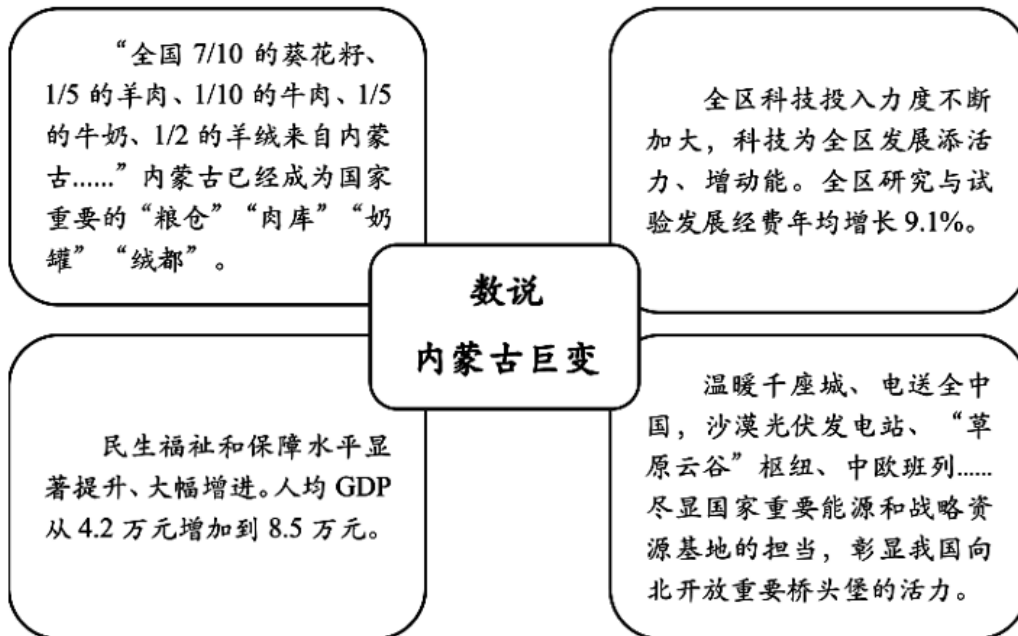 “全国 7/10 的葵花籽、
1/5 的羊肉、1/10 的牛肉、1/5
的牛奶、1/2 的羊绒来自内蒙
古......”内蒙古已经成为国家
重要的“粮仓”“肉库”“奶
罐”“绒都”。
全区科技投入力度不断
加大，科技为全区发展添活
力、增动能。全区研究与试
验发展经费年均增长 9.1%。
数说
内蒙古巨变
民生福祉和保障水平显
著提升、大幅增进。人均 GDP
从 4.2 万元增加到 8.5 万元。
温暖千座城、电送全中
国，沙漠光伏发电站、“草
原云谷”枢纽、中欧班列......
尽显国家重要能源和战略资
源基地的担当，彰显我国向
北开放重要桥头堡的活力。